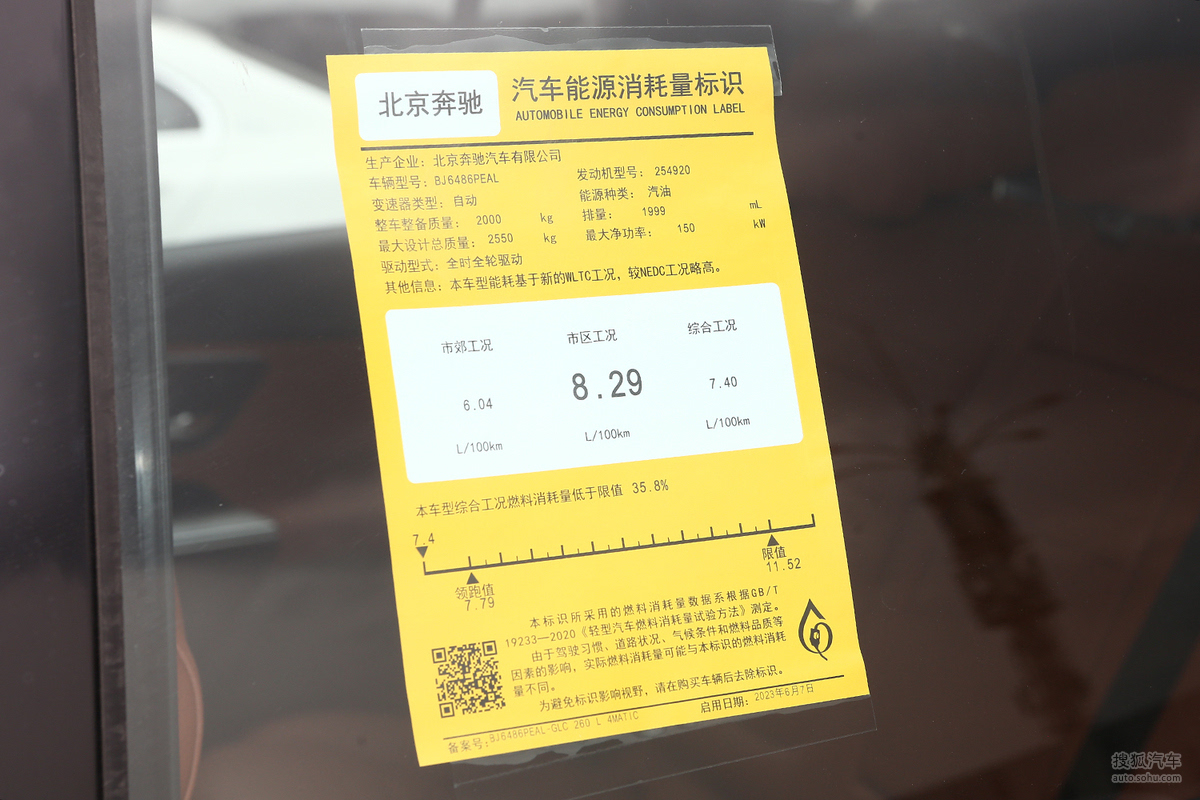 北京奔驰
汽车能源消耗量标识
AUTOMOBILE ENERGY CONSUMPTION LABEL
生产企业：北京奔驰汽车有限公司
车辆型号：BJ6486PEAL
发动机型号：254920
变速器类型：自动
能源种类：汽油
整车整备质量：2000 kg
排量：1999 mL
最大设计总质量：2550 kg
最大净功率：150 kW
驱动型式：全时全轮驱动
其他信息：本车型能耗基于新的WLTC工况，较NEDC工况略高。
市郊工况 市区工况 综合工况
6.04 8.29 7.40
L/100km L/100km L/100km
本车型综合工况燃料消耗量低于限值 35.8%
7.4
领跑值
7.79
限值
11.52
本标识所采用的燃料消耗量数据系根据GB/T
19233—2020《轻型汽车燃料消耗量试验方法》测定。
由于驾驶习惯、道路状况、气候条件和燃料品质等
因素的影响，实际燃料消耗量可能与本标识的燃料消耗
量不同。
为避免标识影响视野，请在购买车辆后去除标识。
备案号：BJ6486PEAL-GLC 260 L 4MATIC
启用日期：2023年6月7日
搜狐汽车
auto.sohu.com